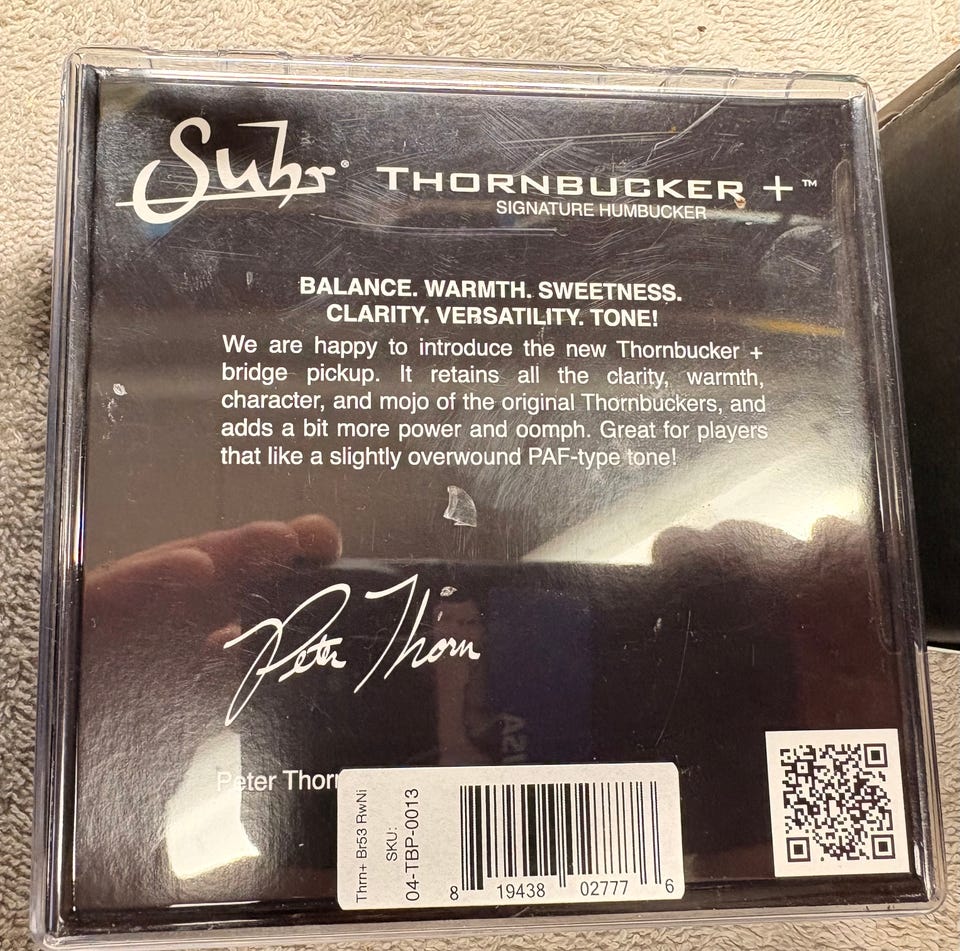 Suhr®
THORNBUCKER +™
SIGNATURE HUMBUCKER
BALANCE. WARMTH. SWEETNESS.
CLARITY. VERSATILITY. TONE!
We are happy to introduce the new Thornbucker +
bridge pickup. It retains all the clarity, warmth,
character, and mojo of the original Thornbuckers, and
adds a bit more power and oomph. Great for players
that like a slightly overwound PAF-type tone!
Peter Thorn
Peter Thorn
Thrn+ Br53 RwNi
SKU:
04-TBP-0013
8 19438 02777 6